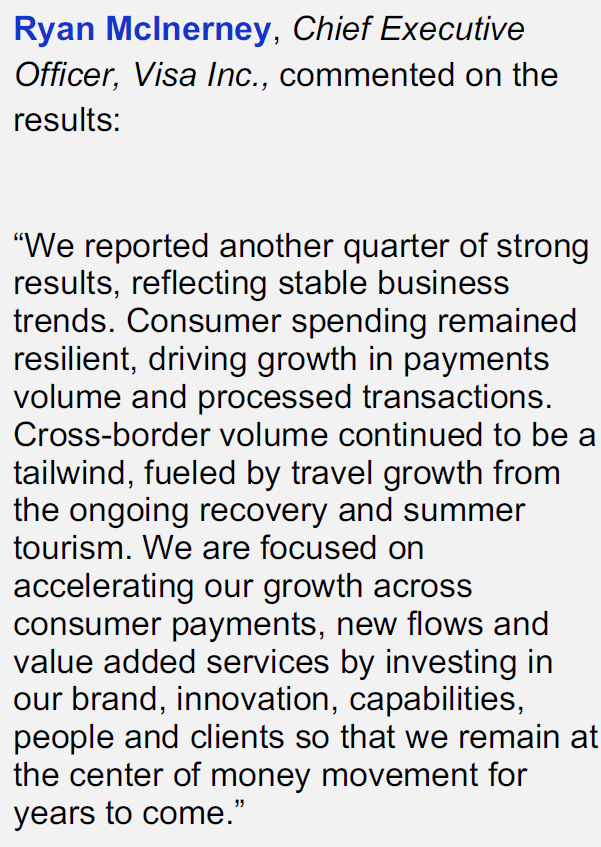 Ryan McInerney, Chief Executive
Officer, Visa Inc., commented on the
results:
“We reported another quarter of strong
results, reflecting stable business
trends. Consumer spending remained
resilient, driving growth in payments
volume and processed transactions.
Cross-border volume continued to be a
tailwind, fueled by travel growth from
the ongoing recovery and summer
tourism. We are focused on
accelerating our growth across
consumer payments, new flows and
value added services by investing in
our brand, innovation, capabilities,
people and clients so that we remain at
the center of money movement for
years to come.”